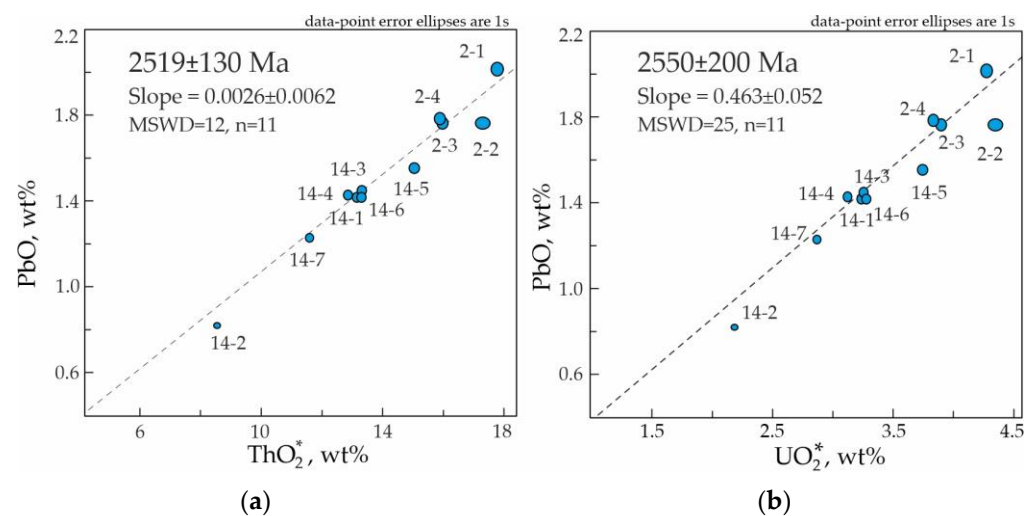 data-point error ellipses are 1s
2519±130 Ma
Slope = 0.0026±0.0062
MSWD=12, n=11
2.2
1.8
1.4
1.0
0.6
PbO, wt%
2-1
2-4
2-3
2-2
14-3
14-4
14-5
14-1
14-6
14-7
14-2
6
10
14
18
ThO₂*, wt%
(a)
data-point error ellipses are 1s
2550±200 Ma
Slope = 0.463±0.052
MSWD=25, n=11
2.2
1.8
1.4
1.0
0.6
PbO, wt%
2-1
2-4
2-3
2-2
14-3
14-4
14-5
14-1
14-6
14-7
14-2
1.5
2.5
3.5
4.5
UO₂*, wt%
(b)